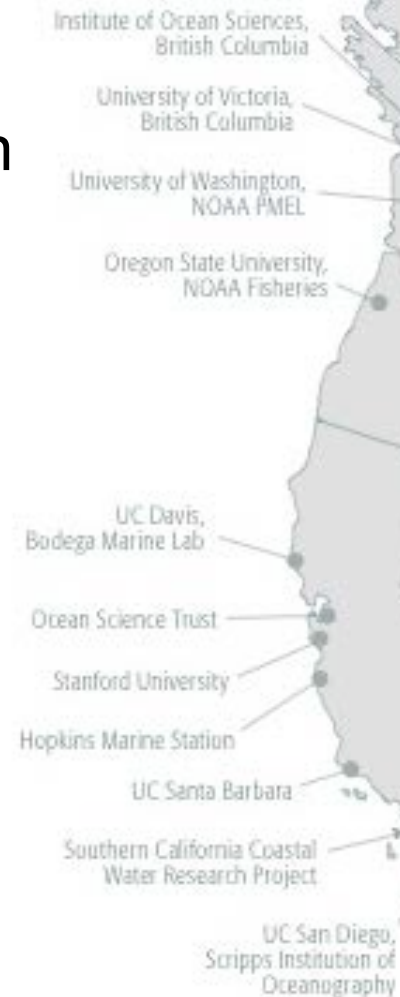 Institute of Ocean Sciences,
British Columbia
University of Victoria,
British Columbia
n
University of Washington,
NOAA PMEL
Oregon State University,
NOAA Fisheries
UC Davis,
Bodega Marine Lab
Ocean Science Trust
Stanford University
Hopkins Marine Station
UC Santa Barbara
Southern California Coastal
Water Research Project
UC San Diego,
Scripps Institution of
Oceanography